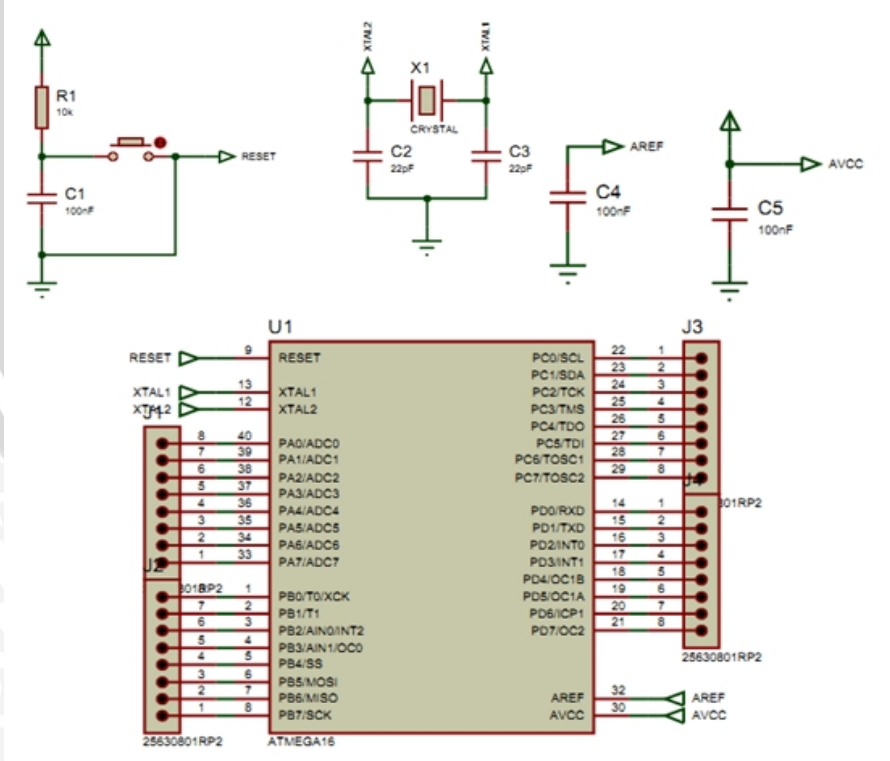 XTAL2
XTAL1
R1
10k
RESET
C1
100nF
X1
CRYSTAL
C2
22pF
C3
22pF
AREF
C4
100nF
AVCC
C5
100nF
U1
J3
RESET 9 RESET
XTAL1 13 XTAL1
XTAL2 12 XTAL2
J1
8 40 PA0/ADC0
7 39 PA1/ADC1
6 38 PA2/ADC2
5 37 PA3/ADC3
4 36 PA4/ADC4
3 35 PA5/ADC5
2 34 PA6/ADC6
1 33 PA7/ADC7
J2
801RP2
8 1 PB0/T0/XCK
7 2 PB1/T1
6 3 PB2/AIN0/INT2
5 4 PB3/AIN1/OC0
4 5 PB4/SS
3 6 PB5/MOSI
2 7 PB6/MISO
1 8 PB7/SCK
25630801RP2
ATMEGA16
PC0/SCL 22 1
PC1/SDA 23 2
PC2/TCK 24 3
PC3/TMS 25 4
PC4/TDO 26 5
PC5/TDI 27 6
PC6/TOSC1 28 7
PC7/TOSC2 29 8
J4
801RP2
PD0/RXD 14 1
PD1/TXD 15 2
PD2/INT0 16 3
PD3/INT1 17 4
PD4/OC1B 18 5
PD5/OC1A 19 6
PD6/ICP1 20 7
PD7/OC2 21 8
25630801RP2
AREF 32 AREF
AVCC 30 AVCC